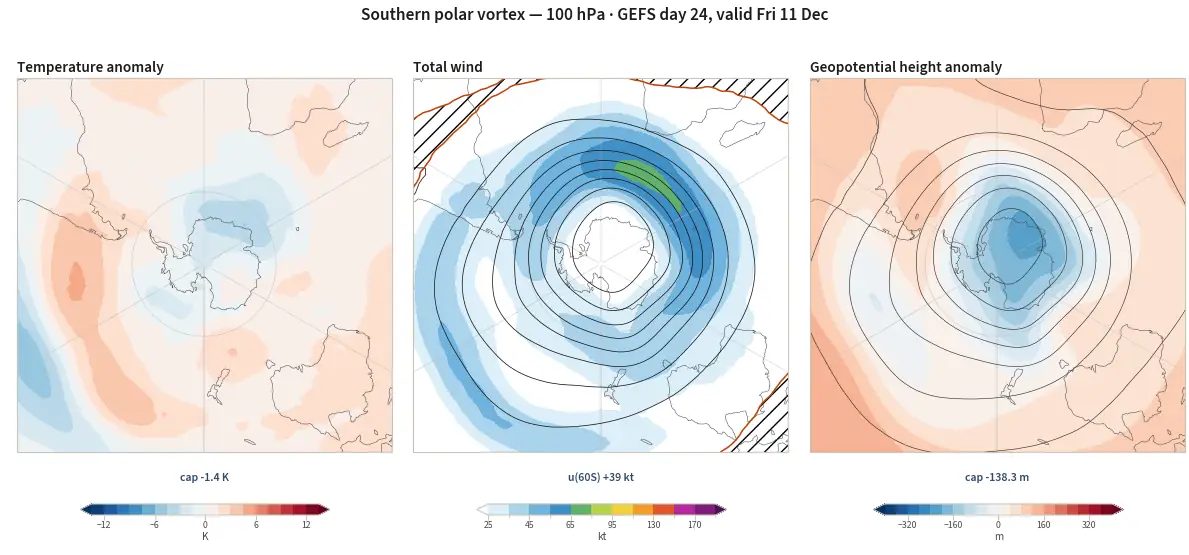 Southern polar vortex — 100 hPa · GEFS day 24, valid Fri 11 Dec
Temperature anomaly
Total wind
Geopotential height anomaly
cap -1.4 K
u(60S) +39 kt
cap -138.3 m
−12 −6 0 6 12
K
25 45 65 95 130 170
kt
−320 −160 0 160 320
m